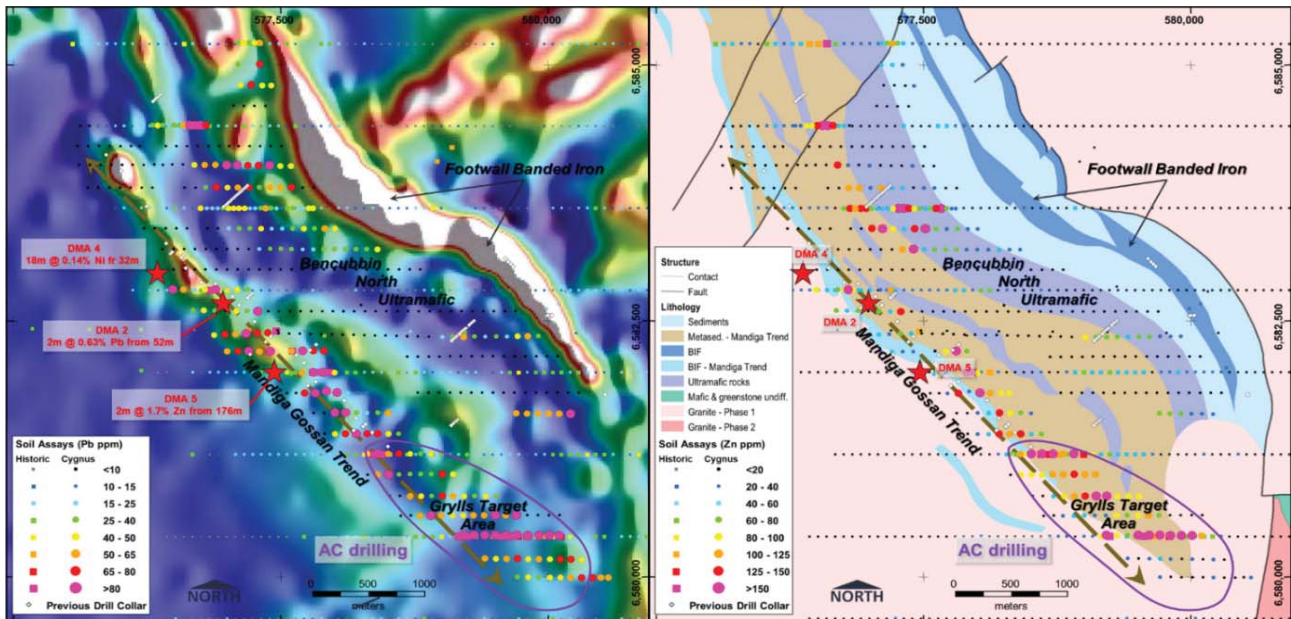 577,500
580,000
6,585,000
Footwall Banded Iron
DMA 4
18m @ 0.14% Ni fr 32m
Bencubbin
North
Ultramafic
6,582,500
DMA 2
2m @ 0.63% Pb from 52m
DMA 5
2m @ 1.7% Zn from 176m
Mandiga Gossan Trend
Soil Assays (Pb ppm)
Historic Cygnus
<10
10 - 15
15 - 25
25 - 40
40 - 50
50 - 65
65 - 80
>80
Previous Drill Collar
Grylls Target
Area
AC drilling
NORTH
0 500 1000
meters
6,580,000
577,500
580,000
6,585,000
Footwall Banded Iron
DMA 4
Bencubbin
North
Ultramafic
6,582,500
DMA 2
DMA 5
Mandiga Gossan Trend
Structure
Contact
Fault
Lithology
Sediments
Metased. - Mandiga Trend
BIF
BIF - Mandiga Trend
Ultramafic rocks
Mafic & greenstone undiff.
Granite - Phase 1
Granite - Phase 2
Soil Assays (Zn ppm)
Historic Cygnus
<20
20 - 40
40 - 60
60 - 80
80 - 100
100 - 125
125 - 150
>150
Previous Drill Collar
Grylls Target
Area
AC drilling
NORTH
0 500 1000
meters
6,580,000